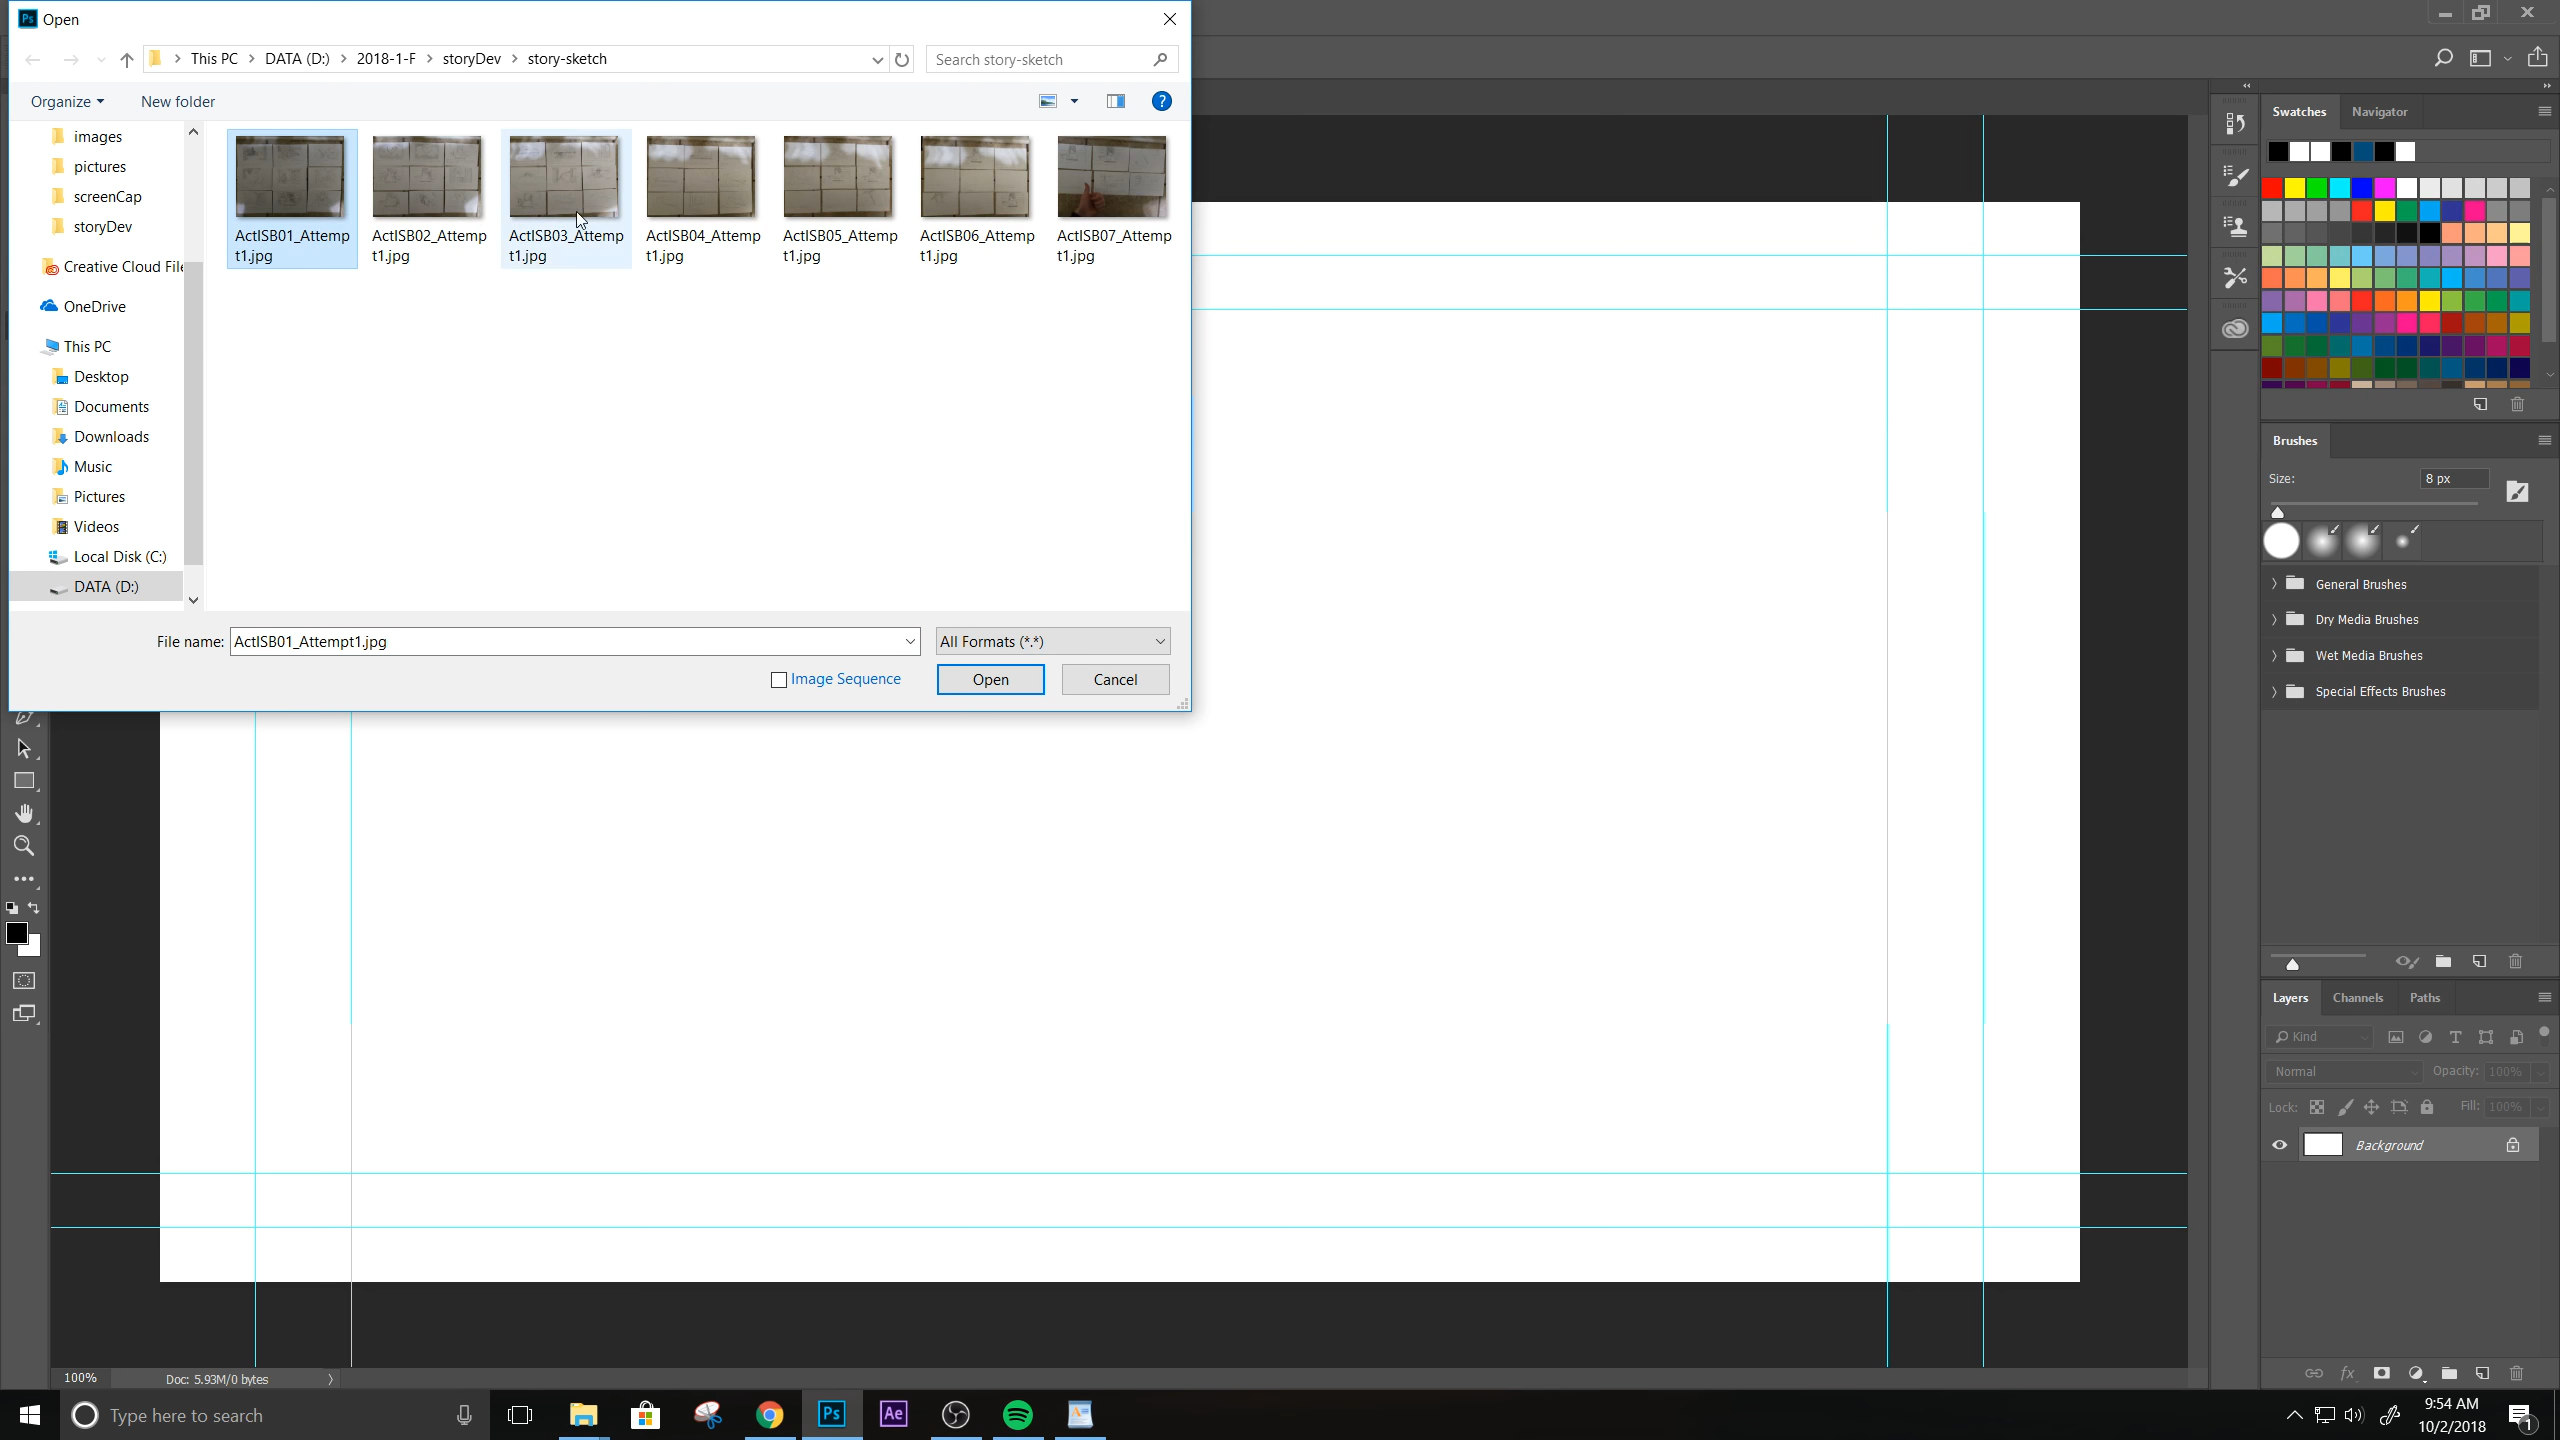 Ps Open
This PC > DATA (D:) > 2018-1-F > storyDev > story-sketch
Search story-sketch
Organize
New folder
images
pictures
screenCap
storyDev
Creative Cloud File
OneDrive
This PC
Desktop
Documents
Downloads
Music
Pictures
Videos
Local Disk (C:)
DATA (D:)
ActISB01_Attemp
t1.jpg
ActISB02_Attemp
t1.jpg
ActISB03_Attemp
t1.jpg
ActISB04_Attemp
t1.jpg
ActISB05_Attemp
t1.jpg
ActISB06_Attemp
t1.jpg
ActISB07_Attemp
t1.jpg
File name: ActISB01_Attempt1.jpg
All Formats (*.*)
Image Sequence
Open
Cancel
Swatches
Navigator
Brushes
Size:
8 px
General Brushes
Dry Media Brushes
Wet Media Brushes
Special Effects Brushes
Layers
Channels
Paths
Kind
Normal
Opacity: 100%
Lock:
Fill: 100%
Background
100%
Doc: 5.93M/0 bytes
Type here to search
Ps
Ae
9:54 AM
10/2/2018
1